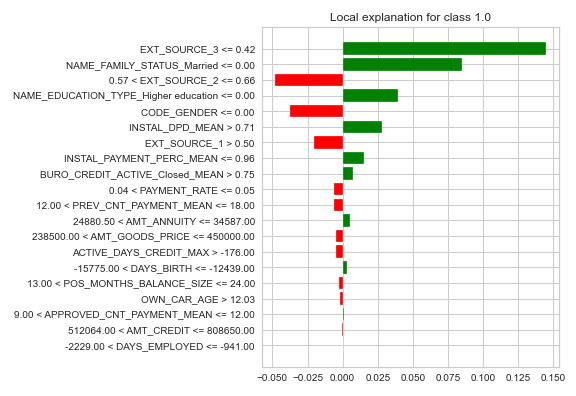 Local explanation for class 1.0
EXT_SOURCE_3 <= 0.42
NAME_FAMILY_STATUS_Married <= 0.00
0.57 < EXT_SOURCE_2 <= 0.66
NAME_EDUCATION_TYPE_Higher education <= 0.00
CODE_GENDER <= 0.00
INSTAL_DPD_MEAN > 0.71
EXT_SOURCE_1 > 0.50
INSTAL_PAYMENT_PERC_MEAN <= 0.96
BURO_CREDIT_ACTIVE_Closed_MEAN > 0.75
0.04 < PAYMENT_RATE <= 0.05
12.00 < PREV_CNT_PAYMENT_MEAN <= 18.00
24880.50 < AMT_ANNUITY <= 34587.00
238500.00 < AMT_GOODS_PRICE <= 450000.00
ACTIVE_DAYS_CREDIT_MAX > -176.00
-15775.00 < DAYS_BIRTH <= -12439.00
13.00 < POS_MONTHS_BALANCE_SIZE <= 24.00
OWN_CAR_AGE > 12.03
9.00 < APPROVED_CNT_PAYMENT_MEAN <= 12.00
512064.00 < AMT_CREDIT <= 808650.00
-2229.00 < DAYS_EMPLOYED <= -941.00
-0.050 -0.025 0.000 0.025 0.050 0.075 0.100 0.125 0.150